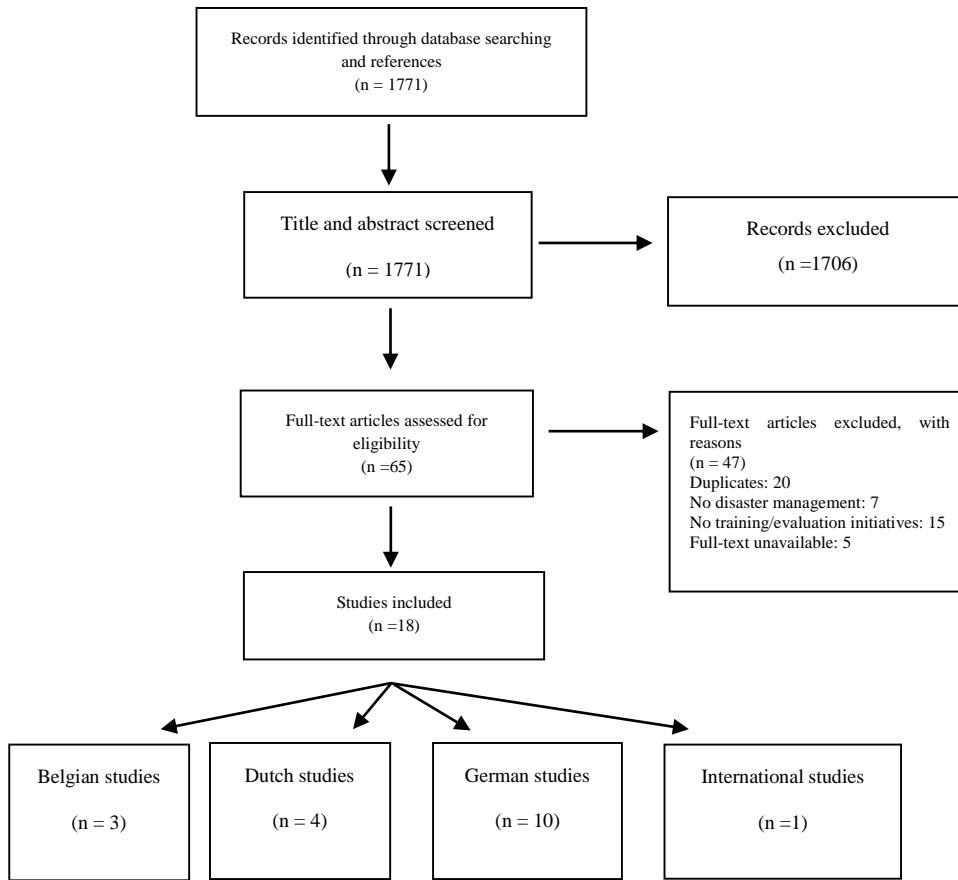 Records identified through database searching
and references
(n = 1771)
Title and abstract screened
(n = 1771)
Records excluded
(n =1706)
Full-text articles assessed for
eligibility
(n =65)
Full-text articles excluded, with
reasons
(n = 47)
Duplicates: 20
No disaster management: 7
No training/evaluation initiatives: 15
Full-text unavailable: 5
Studies included
(n =18)
Belgian studies
(n = 3)
Dutch studies
(n = 4)
German studies
(n = 10)
International studies
(n =1)